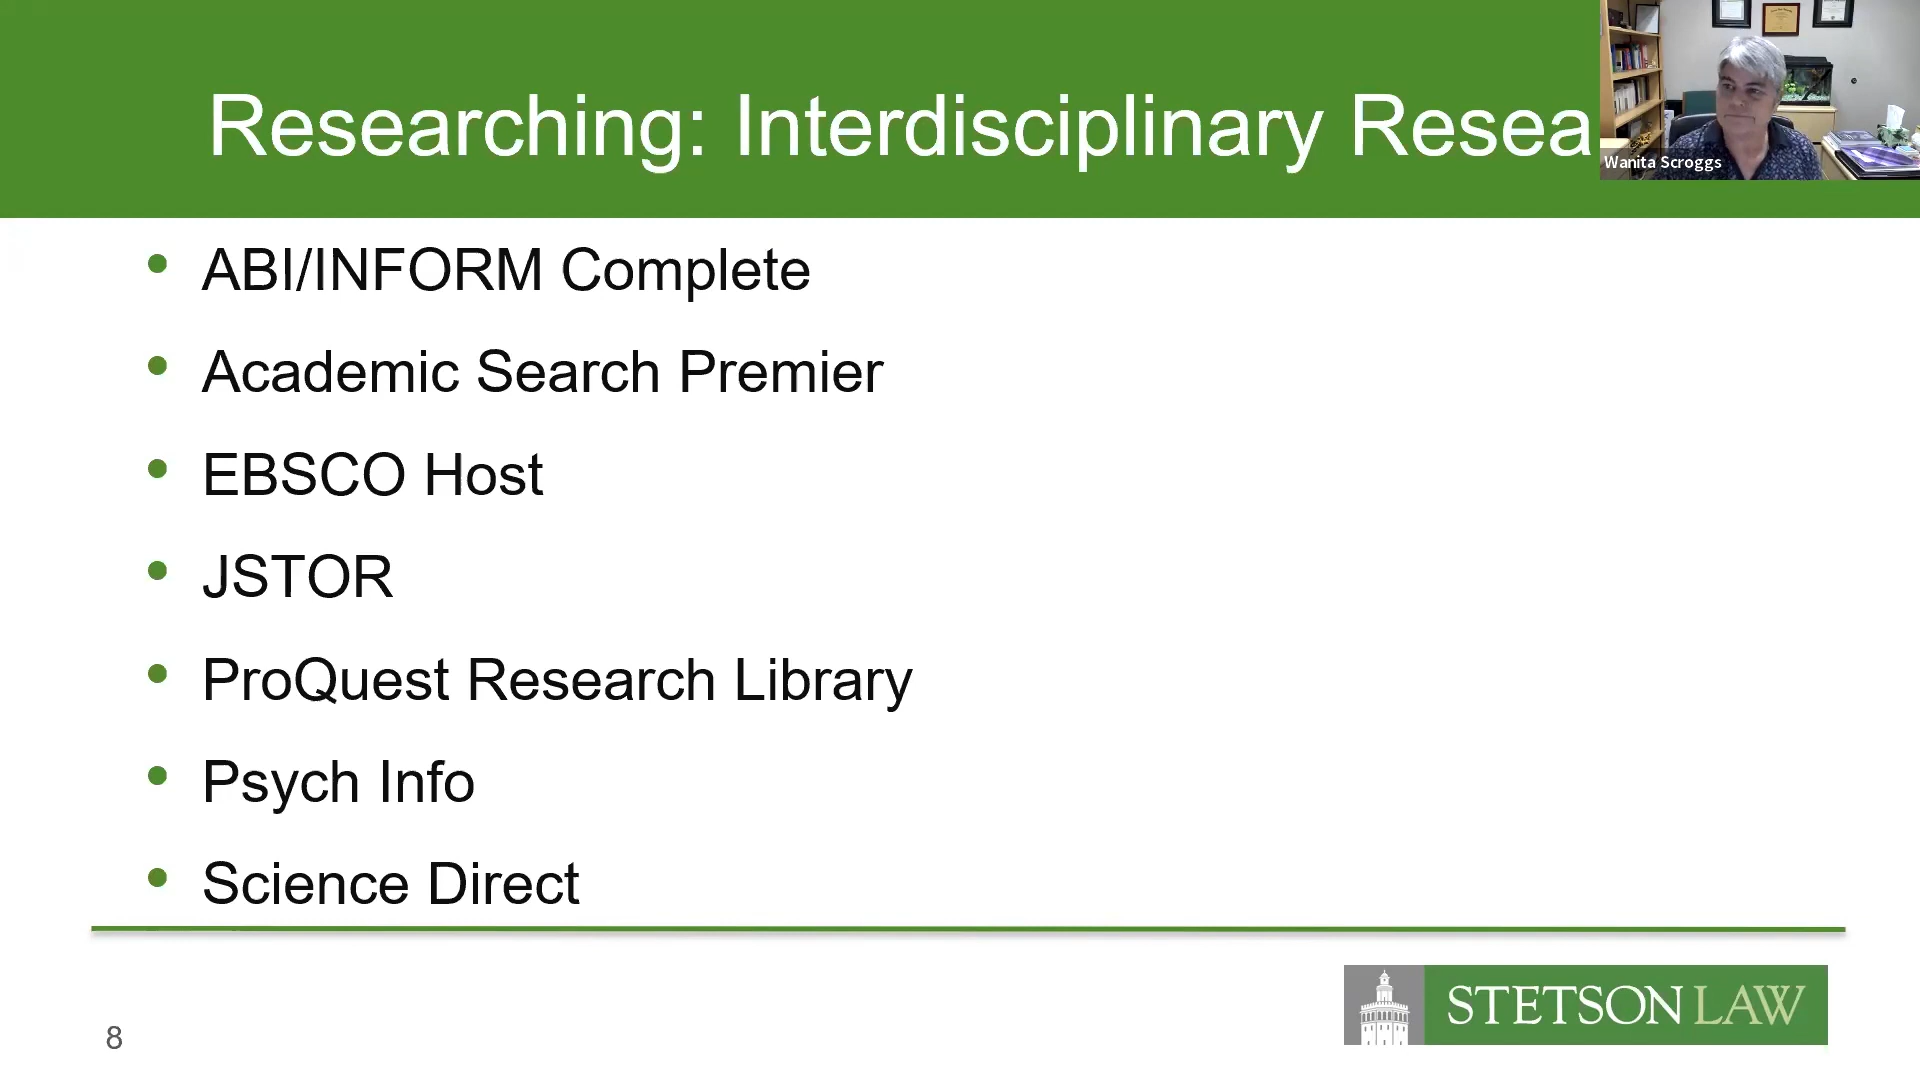 Researching: Interdisciplinary Resea
Wanita Scroggs
• ABI/INFORM Complete
• Academic Search Premier
• EBSCO Host
• JSTOR
• ProQuest Research Library
• Psych Info
• Science Direct
8
STETSON LAW